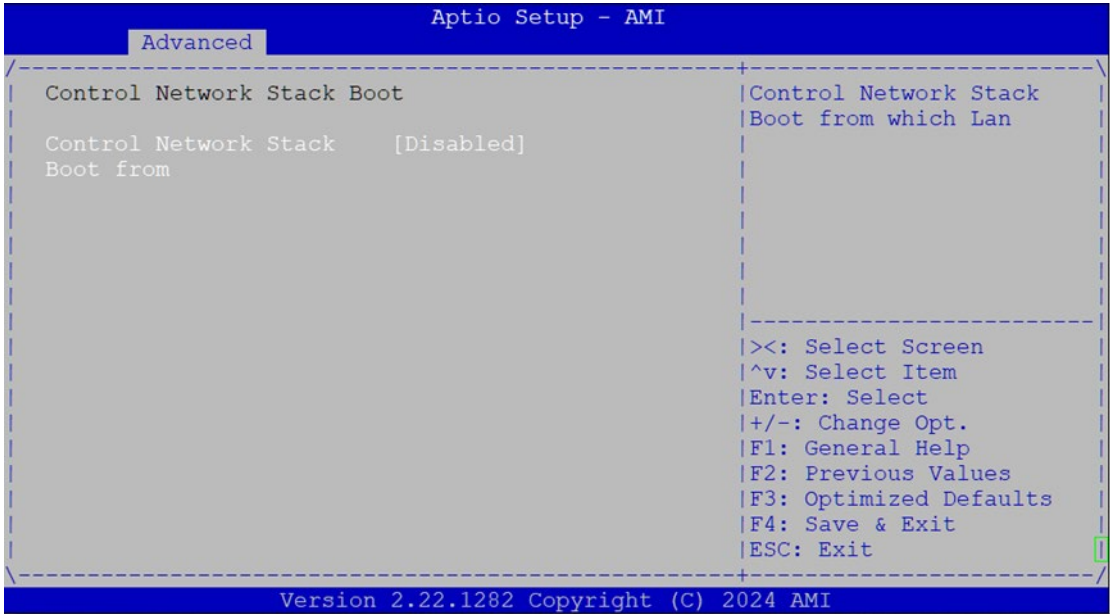 Aptio Setup - AMI
Advanced
Control Network Stack Boot
Control Network Stack [Disabled]
Boot from
Control Network Stack
Boot from which Lan
><: Select Screen
^v: Select Item
Enter: Select
+/-: Change Opt.
F1: General Help
F2: Previous Values
F3: Optimized Defaults
F4: Save & Exit
ESC: Exit
Version 2.22.1282 Copyright (C) 2024 AMI